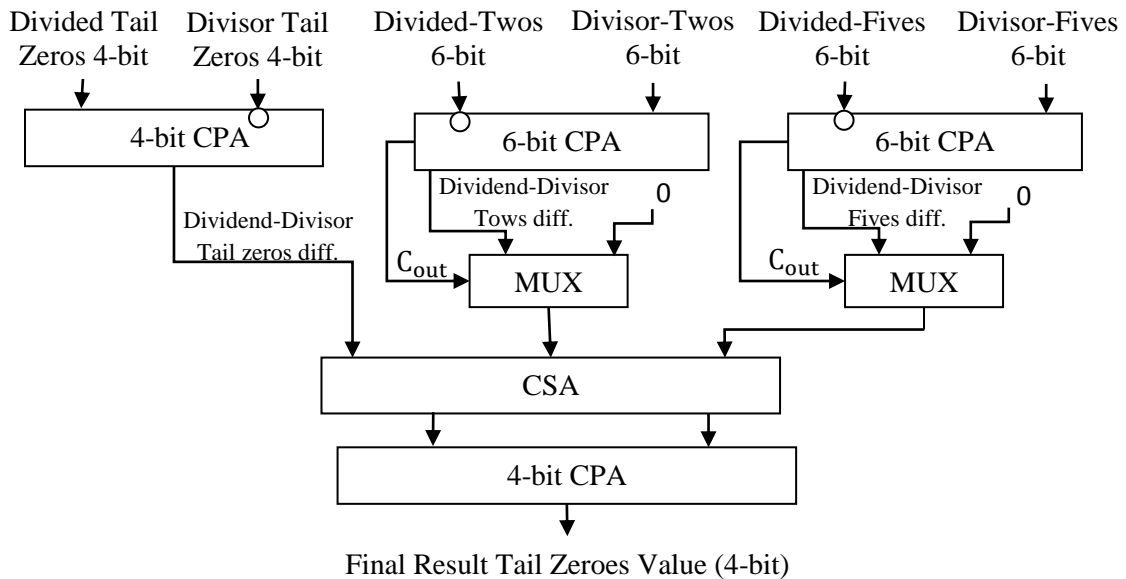 Divided Tail
Zeros 4-bit
Divisor Tail
Zeros 4-bit
Divided-Twos
6-bit
Divisor-Twos
6-bit
Divided-Fives
6-bit
Divisor-Fives
6-bit
4-bit CPA
6-bit CPA
6-bit CPA
Dividend-Divisor
Tail zeros diff.
Dividend-Divisor
Tows diff.
0
Dividend-Divisor
Fives diff.
0
Cout
MUX
Cout
MUX
CSA
4-bit CPA
Final Result Tail Zeroes Value (4-bit)